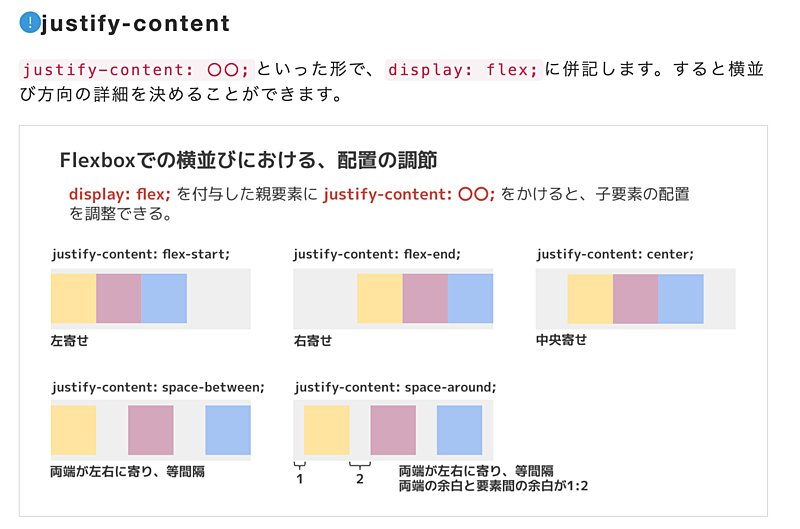 justify-content
justify-content: 〇〇;といった形で、display: flex;に併記します。すると横並
び方向の詳細を決めることができます。
Flexboxでの横並びにおける、配置の調節
display: flex; を付与した親要素に justify-content: 〇〇; をかけると、子要素の配置
を調整できる。
justify-content: flex-start;
justify-content: flex-end;
justify-content: center;
左寄せ
右寄せ
中央寄せ
justify-content: space-between;
justify-content: space-around;
両端が左右に寄り、等間隔
1
2
両端が左右に寄り、等間隔
両端の余白と要素間の余白が1:2